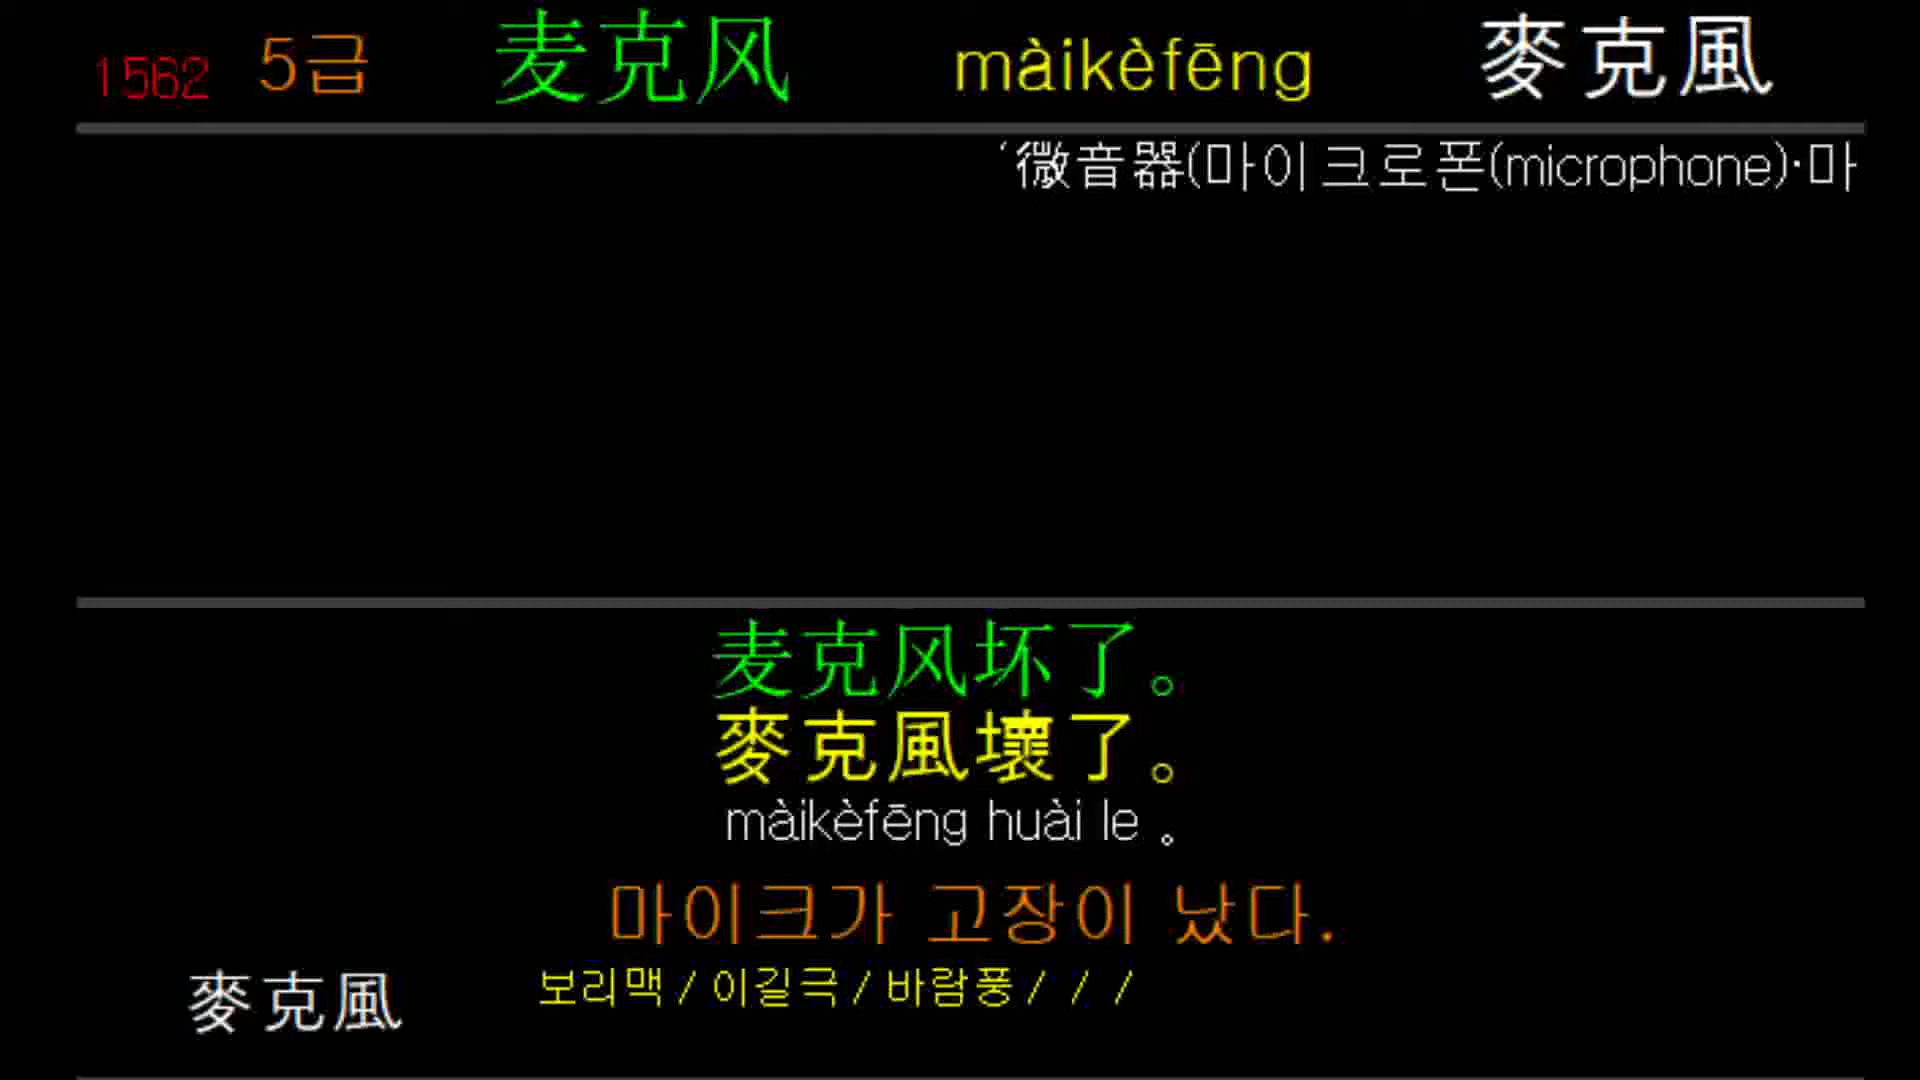 1562 5급 麦克风 màikèfēng 麥克風
´微音器(마이크로폰(microphone)·마
麦克风坏了。
麥克風壞了。
màikèfēng huài le 。
마이크가 고장이 났다.
麥克風 보리맥 / 이길극 / 바람풍 / / /